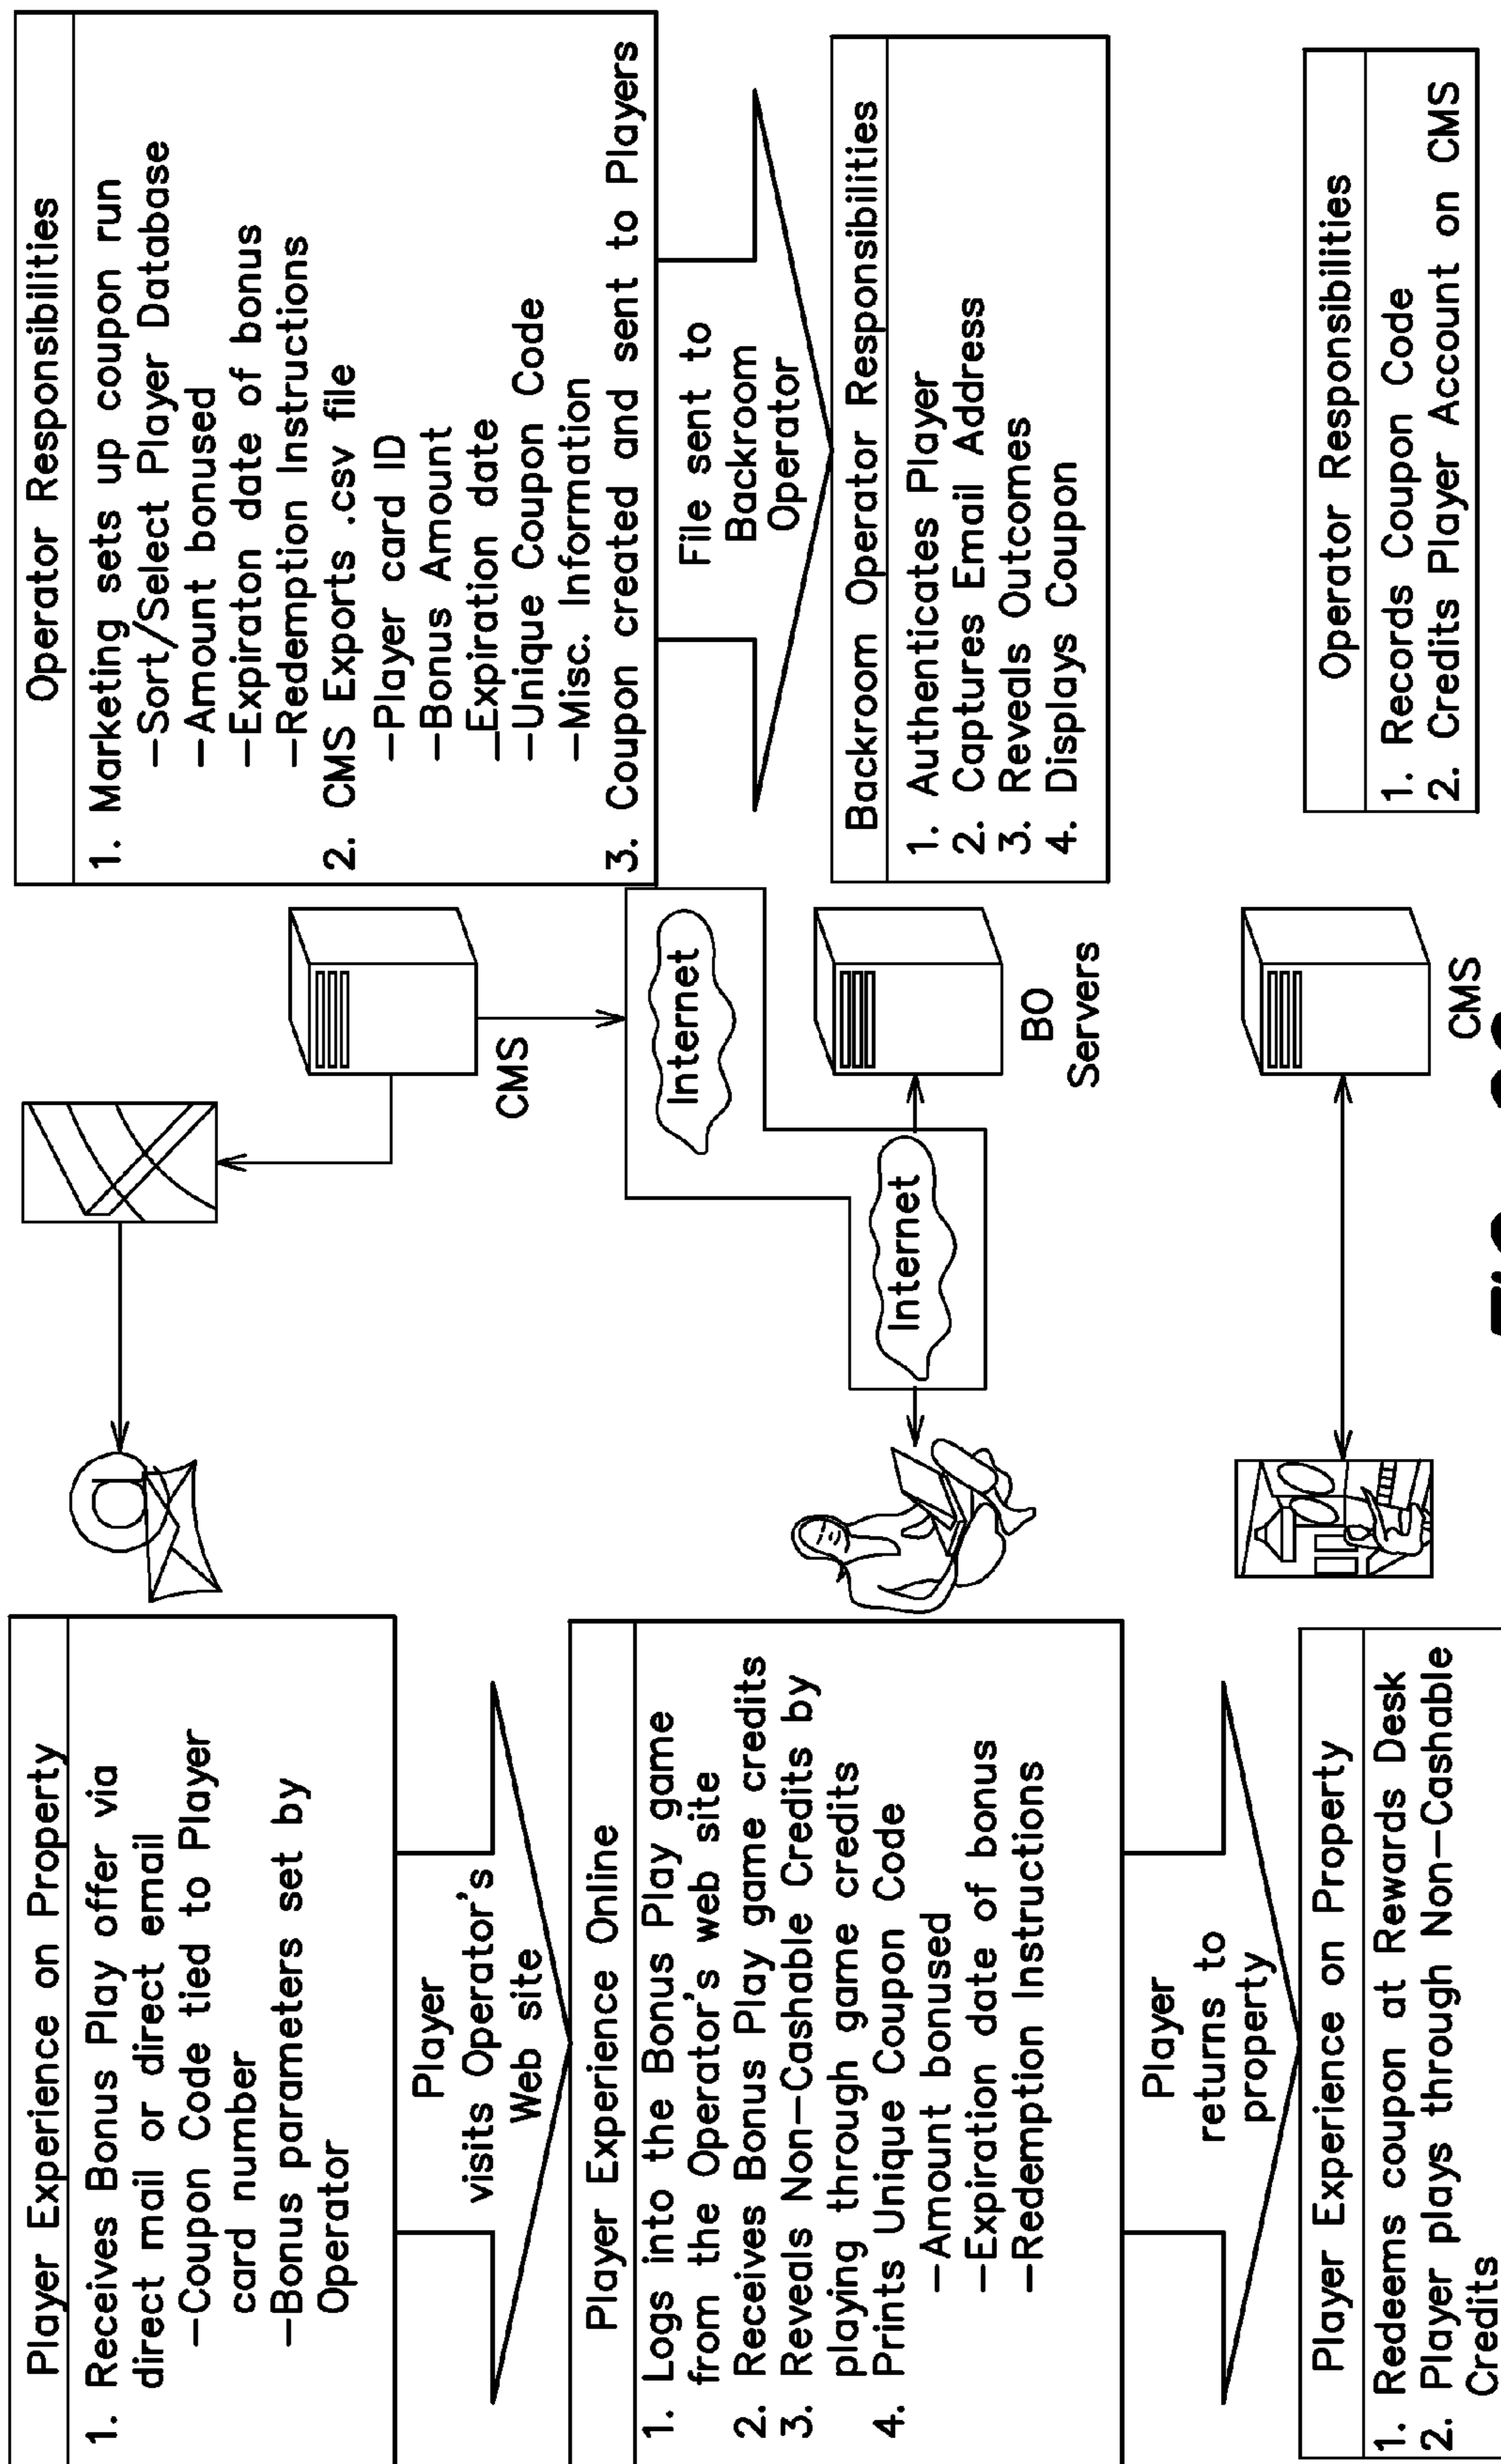 Player Experience on Property
1. Receives Bonus Play offer via
direct mail or direct email
–Coupon Code tied to Player
card number
–Bonus parameters set by
Operator
Player
visits Operator's
Web site
Player Experience Online
1. Logs into the Bonus Play game
from the Operator's web site
2. Receives Bonus Play game credits
3. Reveals Non–Cashable Credits by
playing through game credits
4. Prints Unique Coupon Code
–Amount bonused
–Expiration date of bonus
–Redemption Instructions
Player
returns to
property
Player Experience on Property
1. Redeems coupon at Rewards Desk
2. Player plays through Non–Cashable
Credits
CMS
Internet
Internet
BO
Servers
CMS
Operator Responsibilities
1. Marketing sets up coupon run
–Sort/Select Player Database
–Amount bonused
–Expiraton date of bonus
–Redemption Instructions
2. CMS Exports .csv file
–Player card ID
–Bonus Amount
–Expiration date
–Unique Coupon Code
–Misc. Information
3. Coupon created and sent to Players
File sent to
Backroom
Operator
Backroom Operator Responsibilities
1. Authenticates Player
2. Captures Email Address
3. Reveals Outcomes
4. Displays Coupon
Operator Responsibilities
1. Records Coupon Code
2. Credits Player Account on CMS